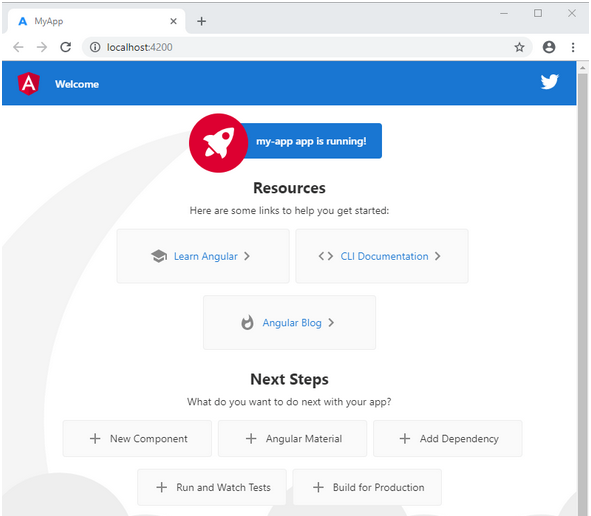 MyApp
localhost:4200
Welcome
my-app app is running!
Resources
Here are some links to help you get started:
Learn Angular
CLI Documentation
Angular Blog
Next Steps
What do you want to do next with your app?
New Component
Angular Material
Add Dependency
Run and Watch Tests
Build for Production